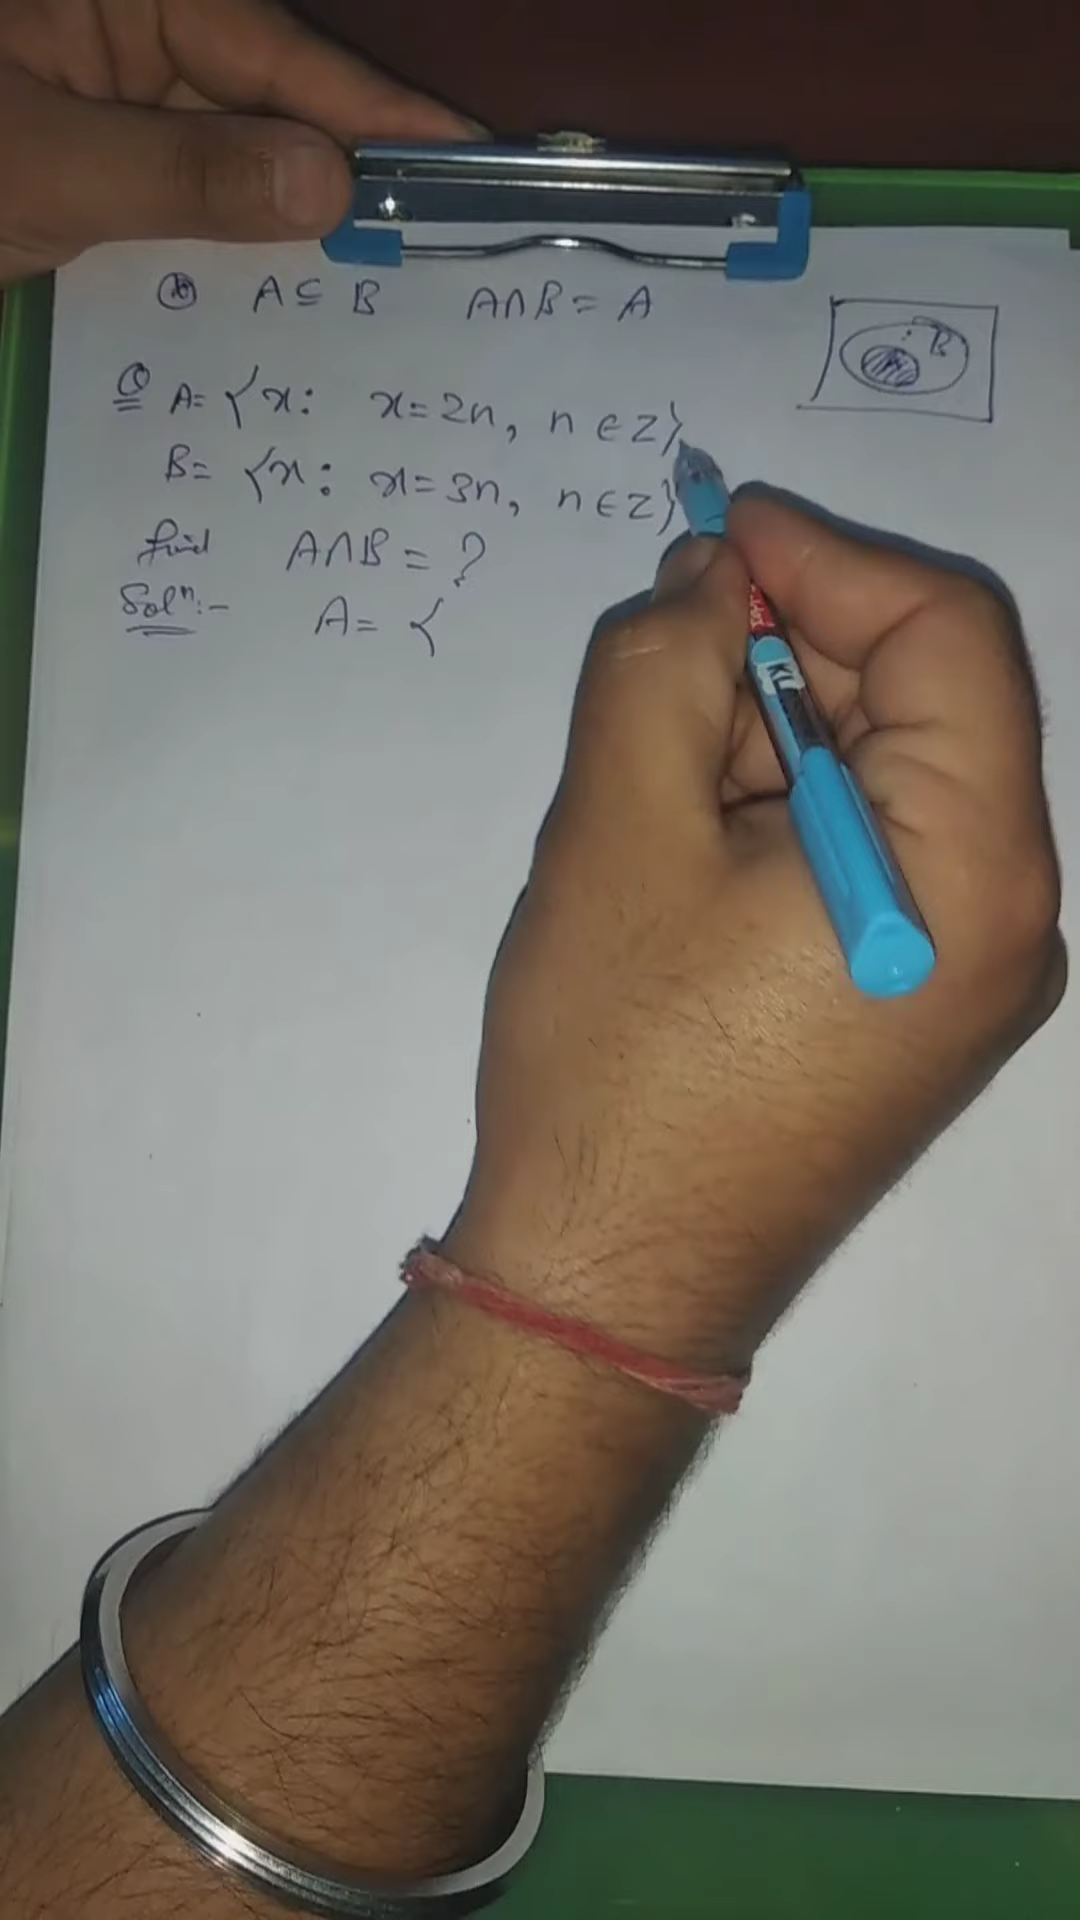 A ⊆ B    A∩B = A
B
Q A = {x : x = 2n, n ∈ Z}
B = {x : x = 3n, n ∈ Z}
find A∩B = ?
Solⁿ:- A = {